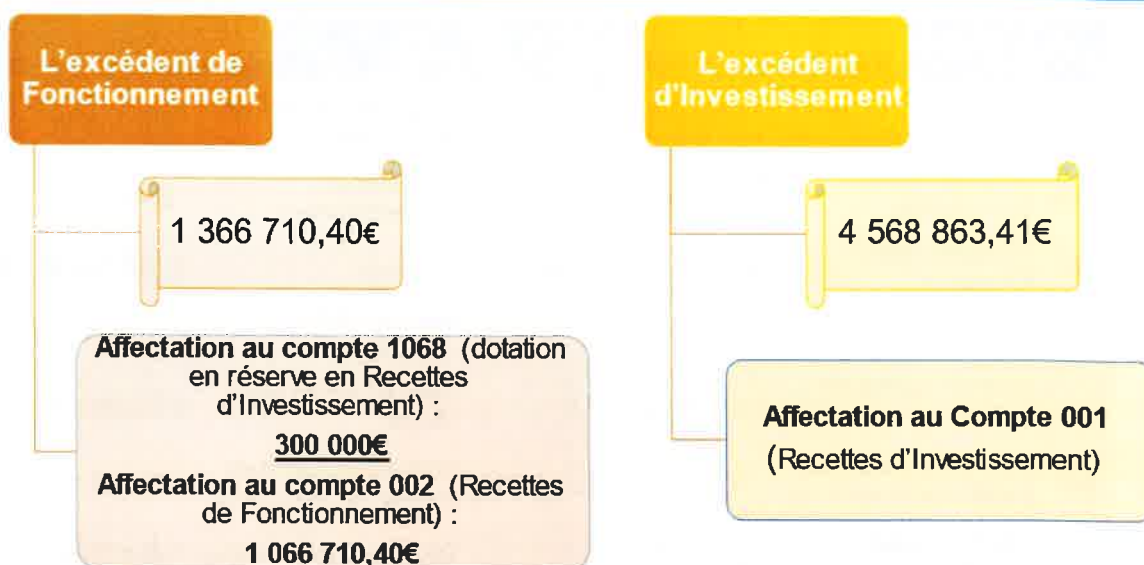 L'excédent de
Fonctionnement
1 366 710,40€
Affectation au compte 1068 (dotation
en réserve en Recettes
d'Investissement) :
300 000€
Affectation au compte 002 (Recettes
de Fonctionnement) :
1 066 710,40€
L'excédent
d'Investissement
4 568 863,41€
Affectation au Compte 001
(Recettes d'Investissement)